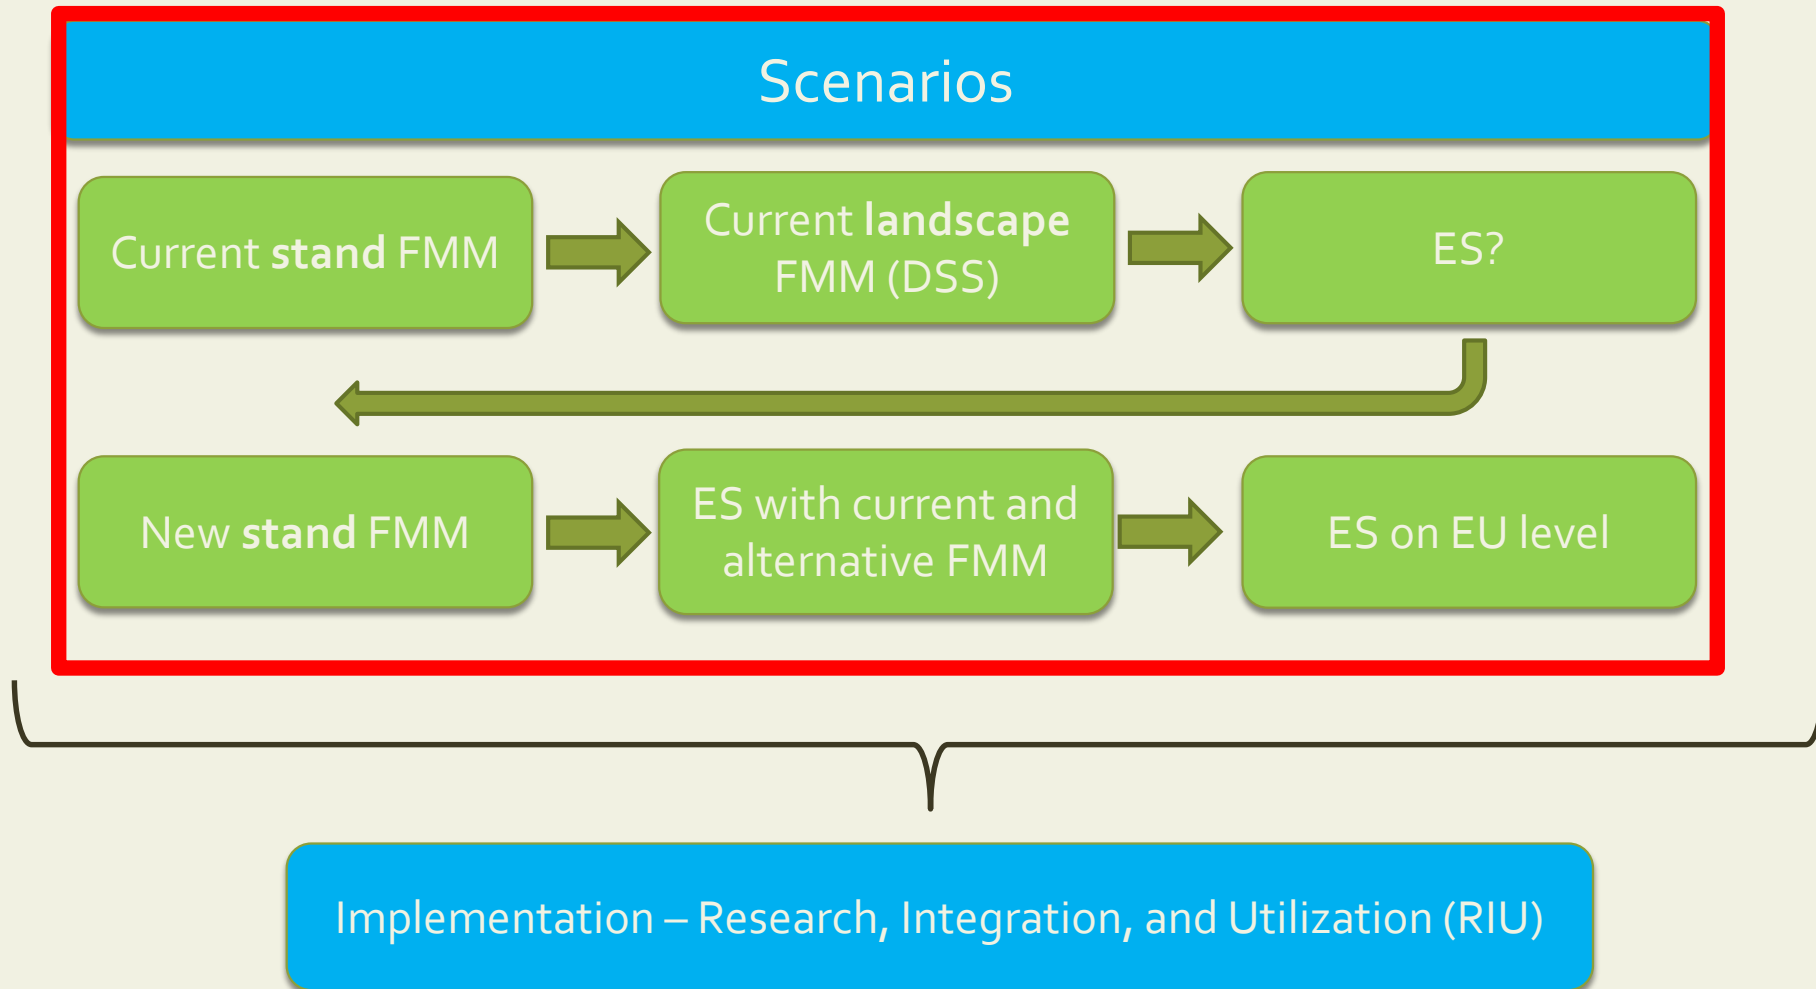 Scenarios
Current stand FMM
Current landscape
FMM (DSS)
ES?
New stand FMM
ES with current and
alternative FMM
ES on EU level
Implementation – Research, Integration, and Utilization (RIU)